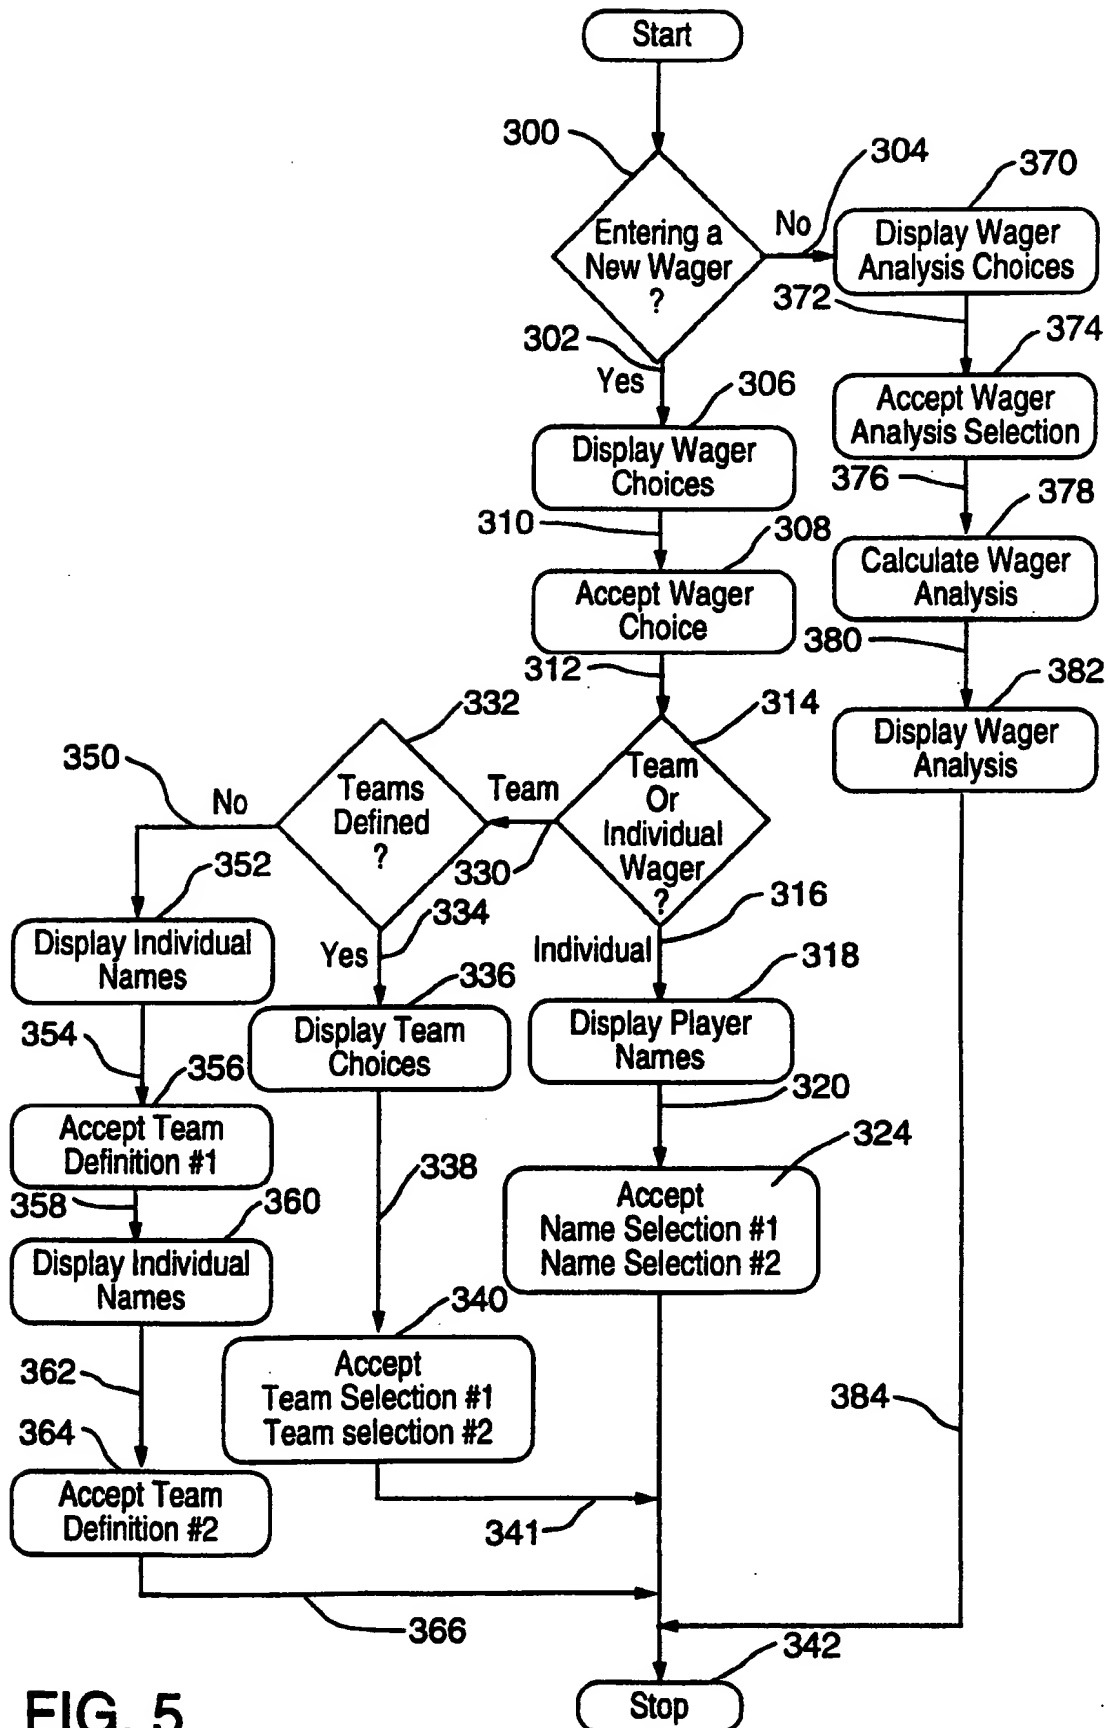 Start
300
304
370
Entering a
New Wager
?
No
Display Wager
Analysis Choices
372
302
Yes
374
306
Accept Wager
Analysis Selection
Display Wager
Choices
376
378
310
308
Calculate Wager
Analysis
Accept Wager
Choice
380
312
382
332
314
Display Wager
Analysis
350
No
Teams
Defined
?
Team
Team
Or
Individual
Wager
?
330
352
334
316
Display Individual
Names
Yes
Individual
336
318
Display Team
Choices
Display Player
Names
354
356
320
Accept Team
Definition #1
324
338
Accept
Name Selection #1
Name Selection #2
358
360
Display Individual
Names
340
362
Accept
Team Selection #1
Team selection #2
384
364
Accept Team
Definition #2
341
366
342
Stop
FIG. 5